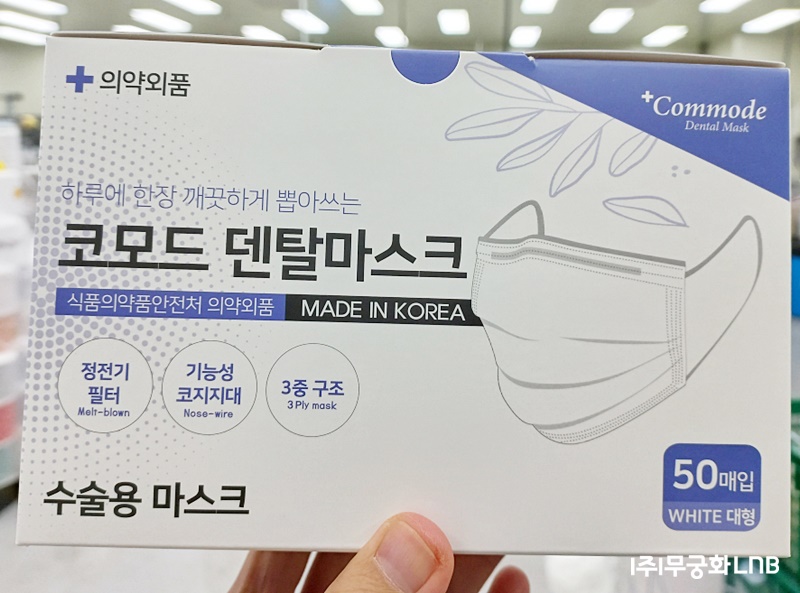 의약외품
+Commode
Dental Mask
하루에 한장 깨끗하게 뽑아쓰는
코모드 덴탈마스크
식품의약품안전처 의약외품 MADE IN KOREA
정전기
필터
Melt-blown
기능성
코지지대
Nose-wire
3중 구조
3 Ply mask
수술용 마스크
50매입
WHITE 대형
(주)무궁화LNB